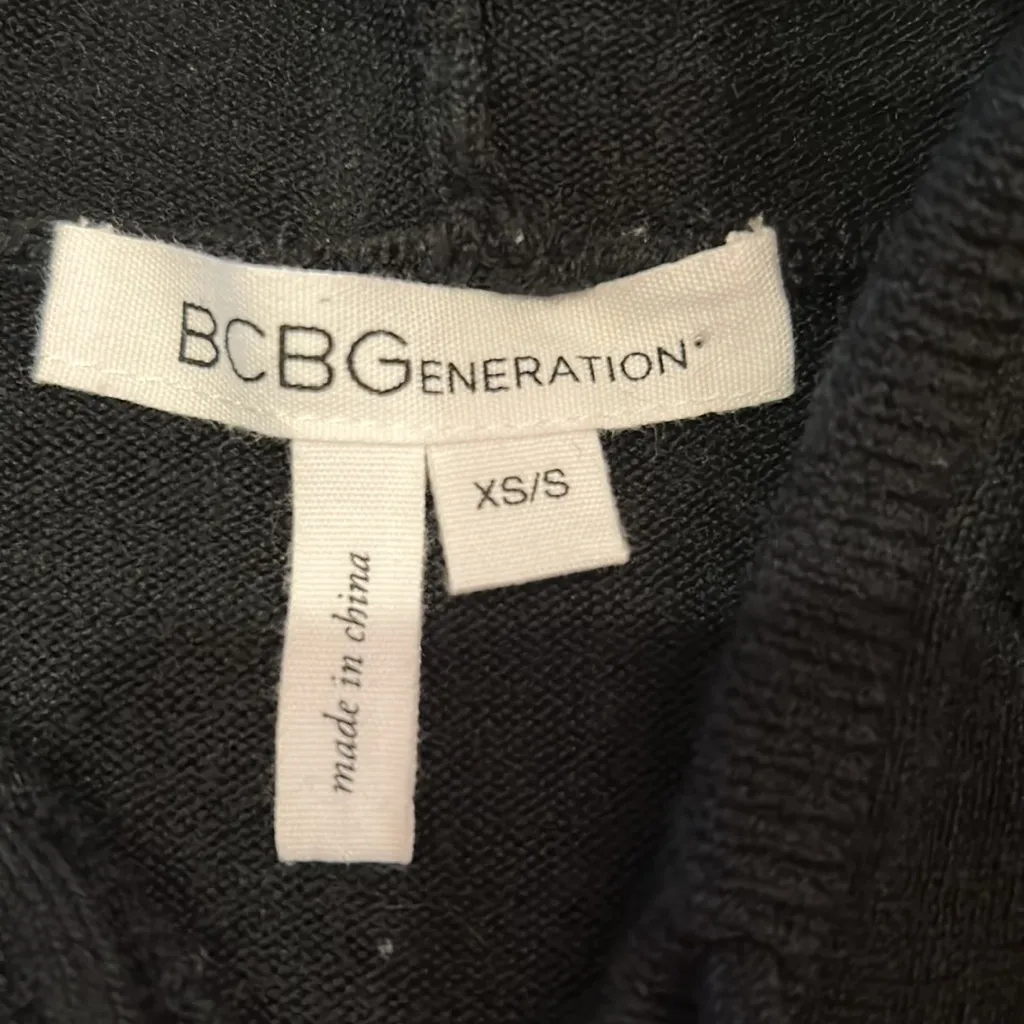 BCBGENERATION
XS/S
made in china